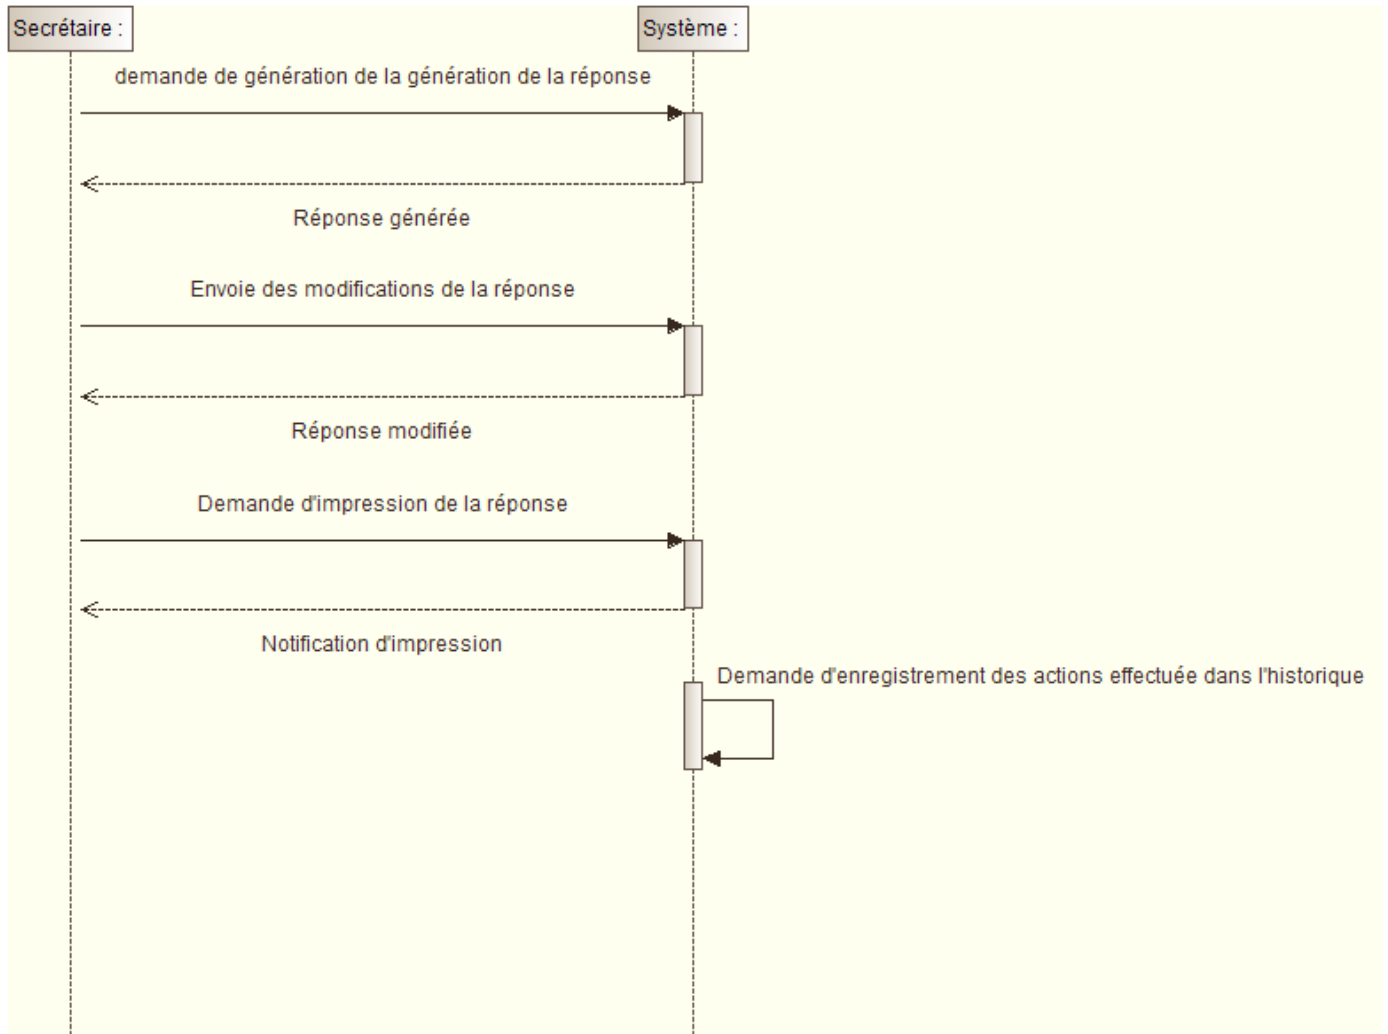 Secrétaire :
Système :
demande de génération de la génération de la réponse
Réponse générée
Envoie des modifications de la réponse
Réponse modifiée
Demande d'impression de la réponse
Notification d'impression
Demande d'enregistrement des actions effectuée dans l'historique